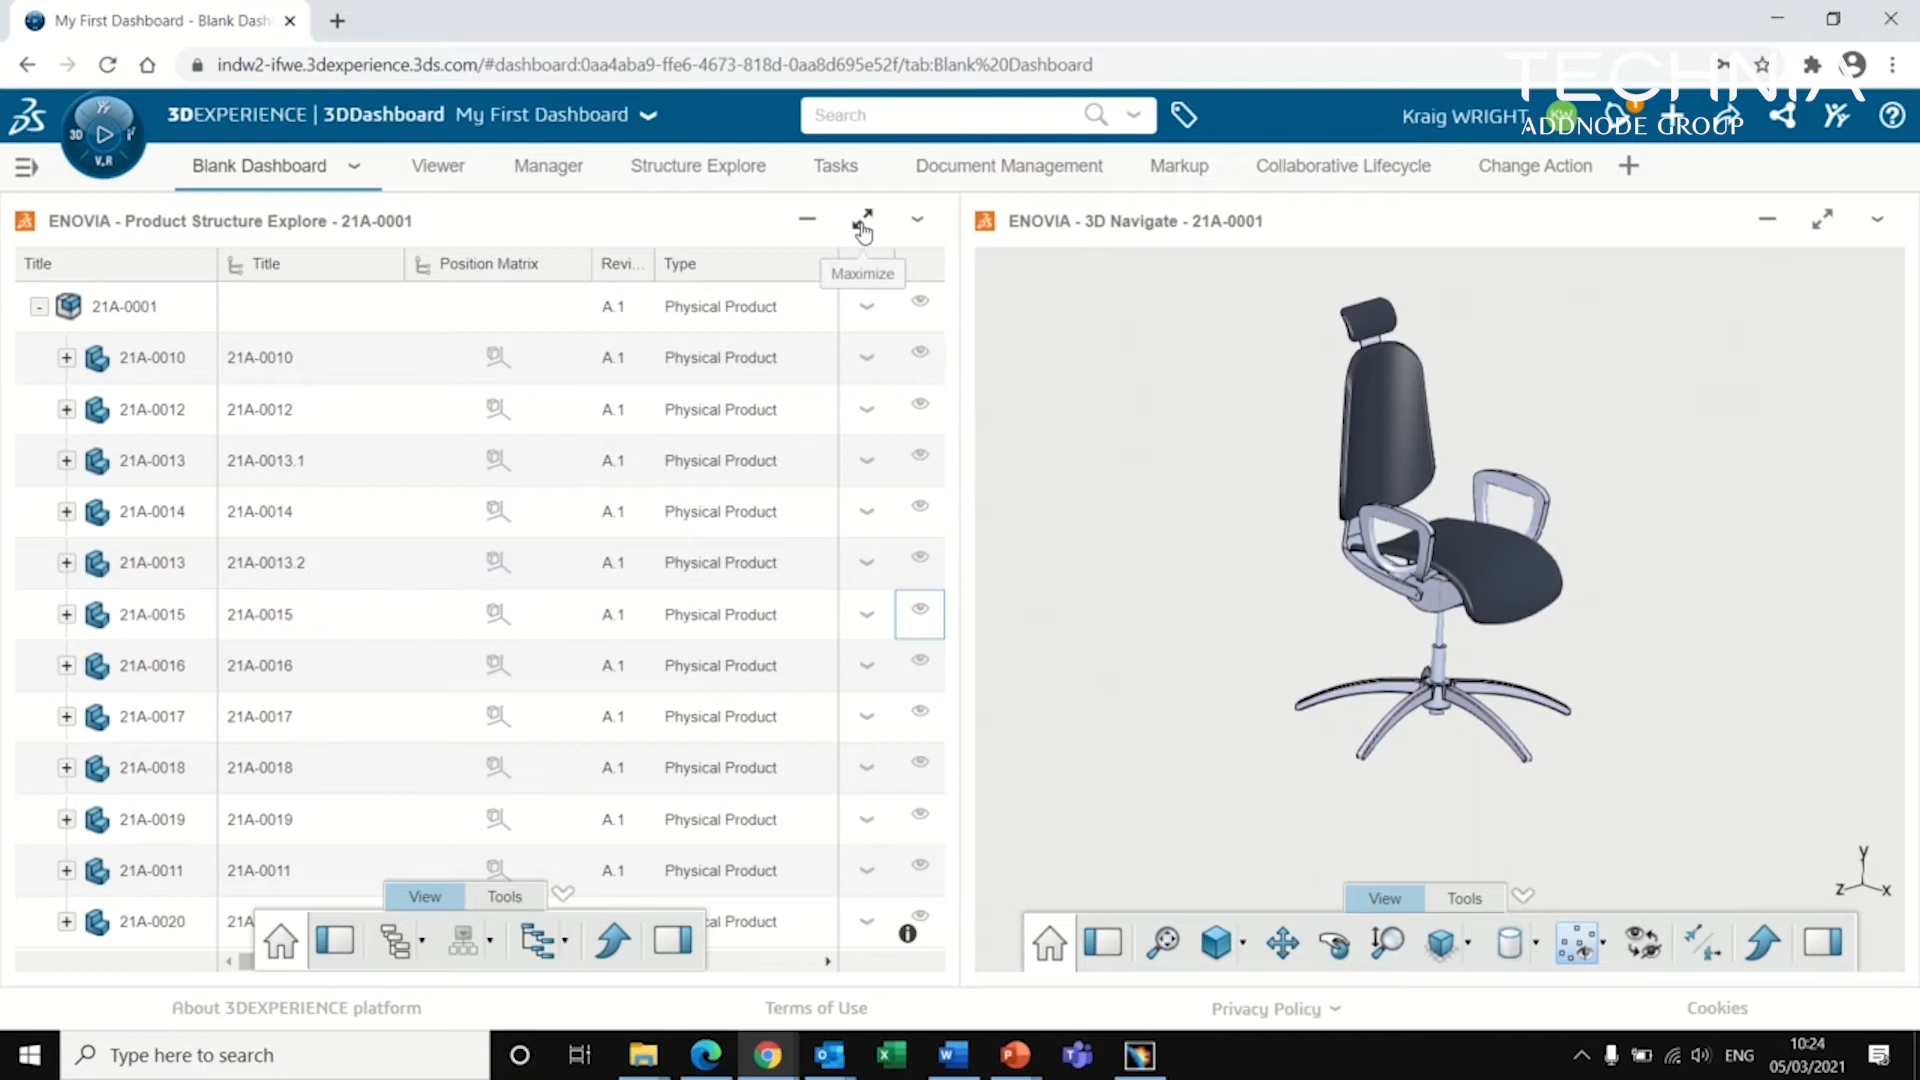 My First Dashboard - Blank Dash
indw2-ifwe.3dexperience.3ds.com/#dashboard:0aa4aba9-ffe6-4673-818d-0aa8d695e52f/tab:Blank%20Dashboard
TECHNIA
ADDNODE GROUP
3DEXPERIENCE | 3DDashboard My First Dashboard
Search
Kraig WRIGHT
3D
V.R
Blank Dashboard
Viewer
Manager
Structure Explore
Tasks
Document Management
Markup
Collaborative Lifecycle
Change Action
ENOVIA - Product Structure Explore - 21A-0001
Title Title Position Matrix Revi... Type
Maximize
21A-0001 A.1 Physical Product
21A-0010 21A-0010 A.1 Physical Product
21A-0012 21A-0012 A.1 Physical Product
21A-0013 21A-0013.1 A.1 Physical Product
21A-0014 21A-0014 A.1 Physical Product
21A-0013 21A-0013.2 A.1 Physical Product
21A-0015 21A-0015 A.1 Physical Product
21A-0016 21A-0016 A.1 Physical Product
21A-0017 21A-0017 A.1 Physical Product
21A-0018 21A-0018 A.1 Physical Product
21A-0019 21A-0019 A.1 Physical Product
21A-0011 21A-0011 A.1 Physical Product
21A-0020 21A cal Product
View Tools
ENOVIA - 3D Navigate - 21A-0001
y
z x
View Tools
About 3DEXPERIENCE platform
Terms of Use
Privacy Policy
Cookies
Type here to search
ENG
10:24
05/03/2021